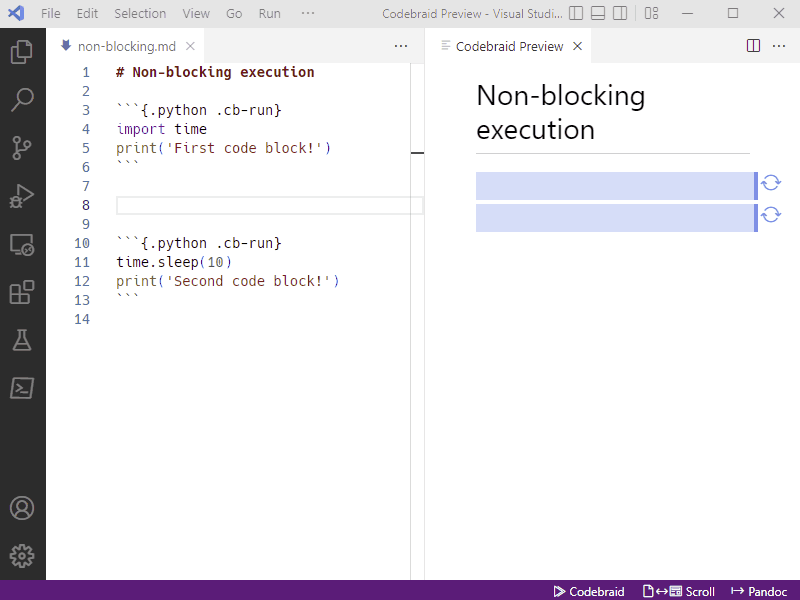 File Edit Selection View Go Run ··· Codebraid Preview - Visual Studi...
non-blocking.md
Codebraid Preview
1 # Non-blocking execution
2
3 ```{.python .cb-run}
4 import time
5 print('First code block!')
6 ```
7
8
9
10 ```{.python .cb-run}
11 time.sleep(10)
12 print('Second code block!')
13 ```
14
Non-blocking
execution
Codebraid Scroll Pandoc